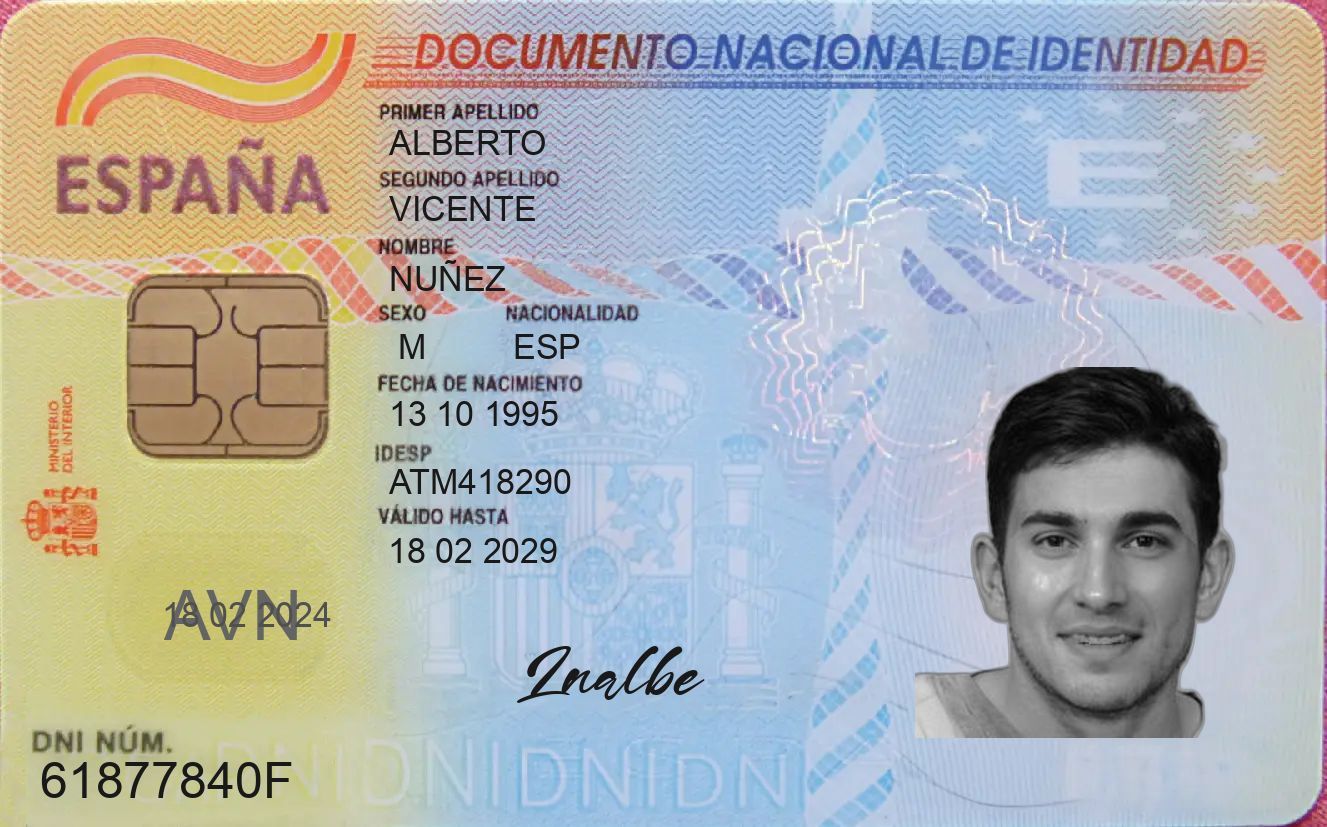 DOCUMENTO NACIONAL DE IDENTIDAD
ESPAÑA
PRIMER APELLIDO
ALBERTO
SEGUNDO APELLIDO
VICENTE
NOMBRE
NUÑEZ
SEXO NACIONALIDAD
M ESP
FECHA DE NACIMIENTO
13 10 1995
IDESP
ATM418290
VÁLIDO HASTA
18 02 2029
MINISTERIO
DEL INTERIOR
AVN
18 02 2024
Inalbe
DNI NÚM.
61877840F
DNIDNIDNIDNI
E